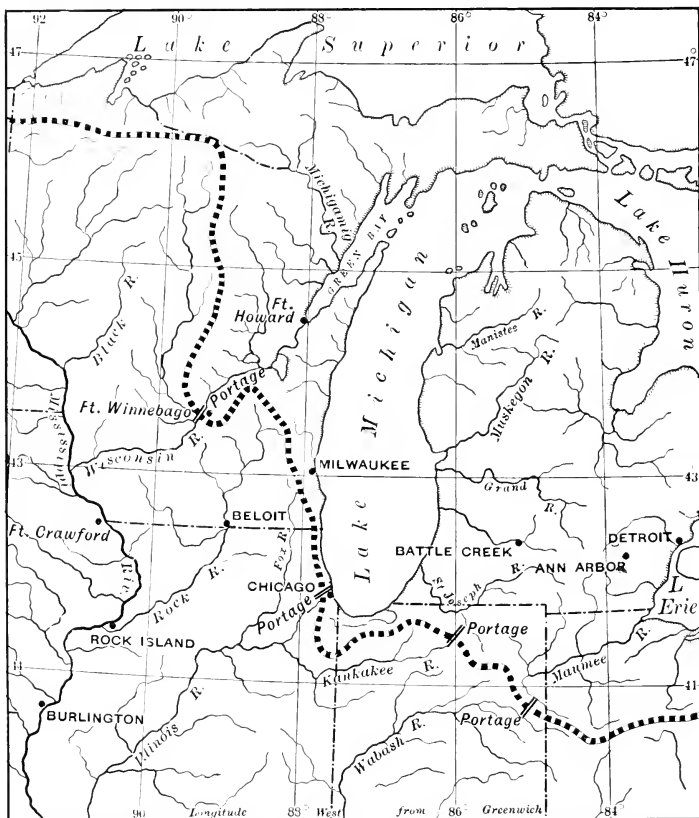 92
90
88
86
84
Lake Superior
47
47
Michigamig R.
Lake Huron
45
45
GREEN BAY
Ft. Howard
Lake Michigan
Manistee R.
Black R.
Muskegon R.
Portage
Ft. Winnebago
Mississippi
Wisconsin R.
43
43
MILWAUKEE
Grand R.
BELOIT
Ft. Crawford
DETROIT
BATTLE CREEK
ANN ARBOR
Fox R.
L Erie
CHICAGO
St Joseph R.
Portage
Riv.
Rock R.
ROCK ISLAND
Portage
Maumee R.
Kankakee R.
41
41
BURLINGTON
Illinois R.
Portage
Wabash R.
90
Longitude
88
West
from
86
Greenwich
84